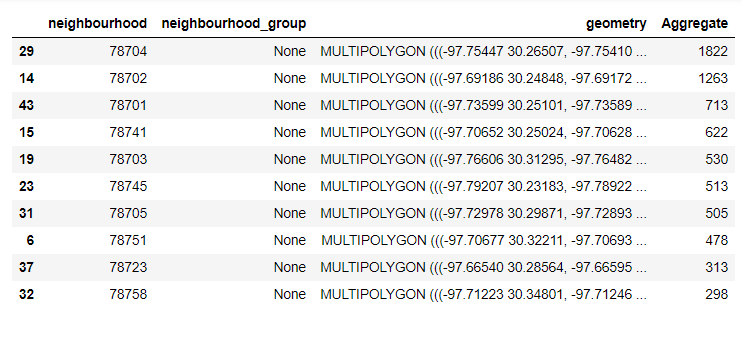 neighbourhood neighbourhood_group geometry Aggregate
29 78704 None MULTIPOLYGON (((-97.75447 30.26507, -97.75410 ... 1822
14 78702 None MULTIPOLYGON (((-97.69186 30.24848, -97.69172 ... 1263
43 78701 None MULTIPOLYGON (((-97.73599 30.25101, -97.73589 ... 713
15 78741 None MULTIPOLYGON (((-97.70652 30.25024, -97.70628 ... 622
19 78703 None MULTIPOLYGON (((-97.76606 30.31295, -97.76482 ... 530
23 78745 None MULTIPOLYGON (((-97.79207 30.23183, -97.78922 ... 513
31 78705 None MULTIPOLYGON (((-97.72978 30.29871, -97.72893 ... 505
6 78751 None MULTIPOLYGON (((-97.70677 30.32211, -97.70693 ... 478
37 78723 None MULTIPOLYGON (((-97.66540 30.28564, -97.66595 ... 313
32 78758 None MULTIPOLYGON (((-97.71223 30.34801, -97.71246 ... 298